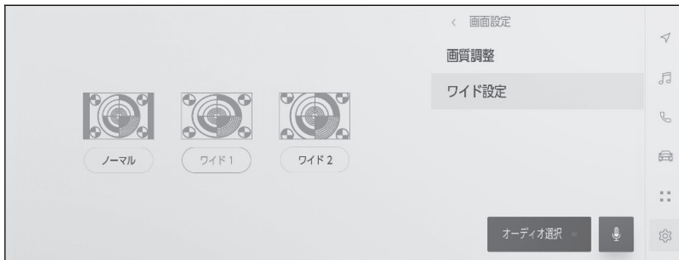 < 画面設定
画質調整
ワイド設定
ノーマル
ワイド 1
ワイド 2
オーディオ選択